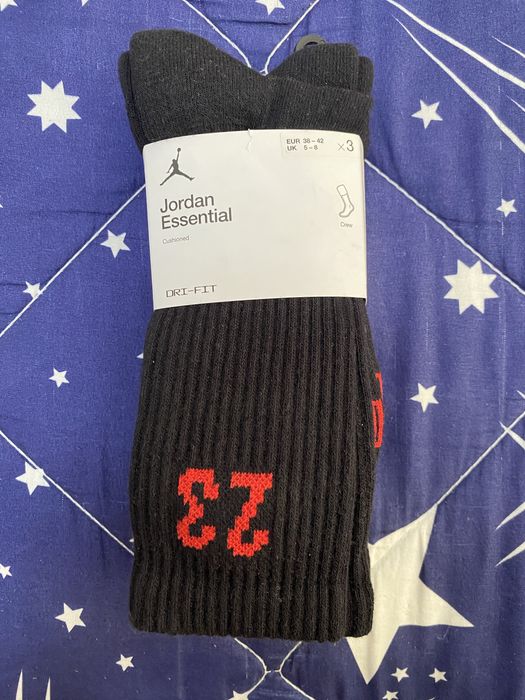 EUR 38 – 42
UK 5 – 8
x3
Jordan
Essential
Cushioned
Crew
DRI-FIT
23